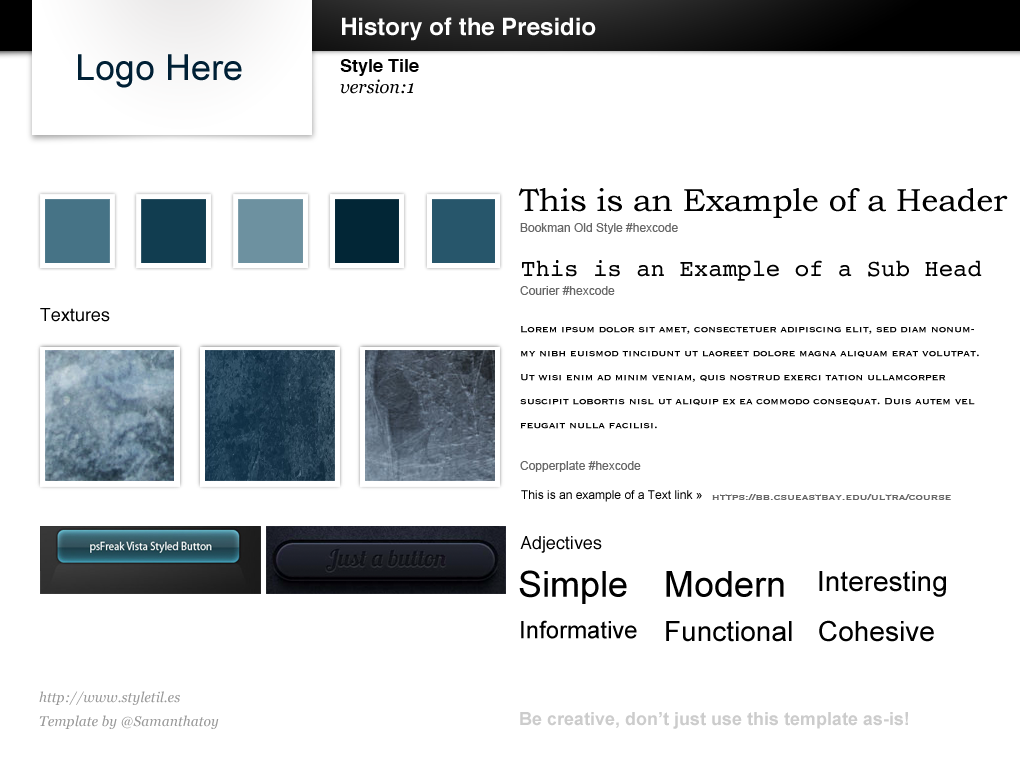 History of the Presidio
Logo Here
Style Tile
version:1
This is an Example of a Header
Bookman Old Style #hexcode
This is an Example of a Sub Head
Courier #hexcode
Textures
Lorem ipsum dolor sit amet, consectetuer adipiscing elit, sed diam nonum-
my nibh euismod tincidunt ut laoreet dolore magna aliquam erat volutpat.
Ut wisi enim ad minim veniam, quis nostrud exerci tation ullamcorper
suscipit lobortis nisl ut aliquip ex ea commodo consequat. Duis autem vel
feugait nulla facilisi.
Copperplate #hexcode
This is an example of a Text link » https://bb.csueastbay.edu/ultra/course
psFreak Vista Styled Button
Just a button
Adjectives
Simple Modern Interesting
Informative Functional Cohesive
http://www.styletil.es
Template by @Samanthatoy
Be creative, don’t just use this template as-is!